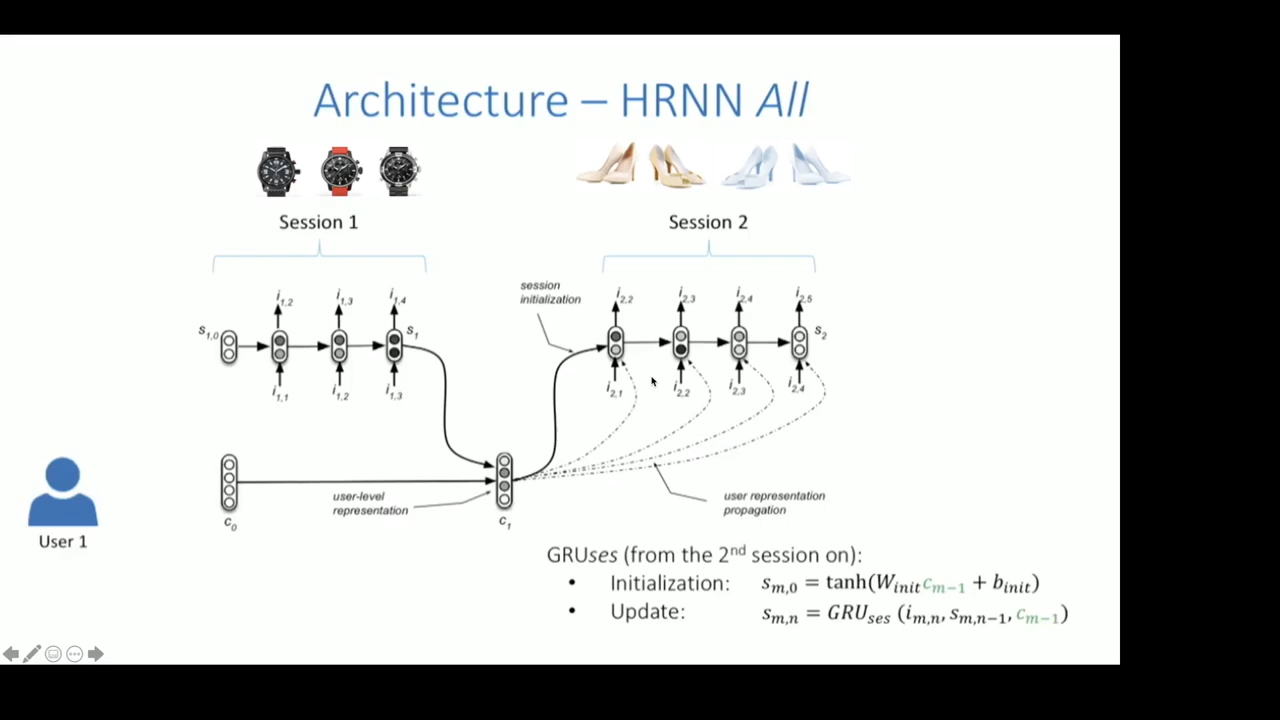 Architecture – HRNN All
Session 1
Session 2
session
initialization
i1,2
i1,3
i1,4
i2,2
i2,3
i2,4
i2,5
s1,0
s1
s2
i1,1
i1,2
i1,3
i2,1
i2,2
i2,3
i2,4
user-level
representation
user representation
propagation
c0
c1
User 1
GRUses (from the 2nd session on):
• Initialization: sm,0 = tanh(Winitcm−1 + binit)
• Update: sm,n = GRUses (im,n, sm,n−1, cm−1)